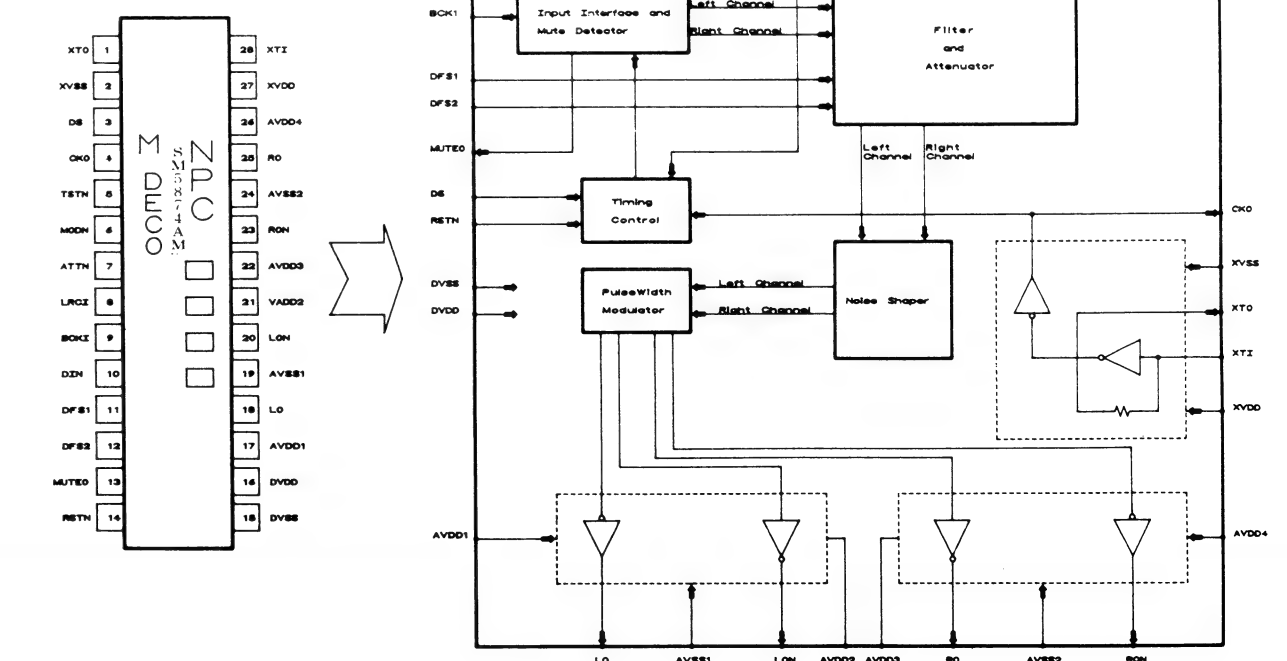 XTO 1
XVSS 2
DS 3
CKO 4
TSTN 5
MODN 6
ATTN 7
LRCI 8
BCKI 9
DIN 10
DFS1 11
DFS2 12
MUTEO 13
RSTN 14
28 XTI
27 XVDD
26 AVDD4
25 RO
24 AVSS2
23 RON
22 AVDD3
21 VADD2
20 LON
19 AVSS1
18 LO
17 AVDD1
16 DVDD
15 DVSS
M DECO
NPC
BCK1
Input Interface and
Mute Detector
Left Channel
Right Channel
Filter
and
Attenuator
DFS1
DFS2
MUTEO
Left
Channel
Right
Channel
DS
RSTN
Timing
Control
CKO
XVSS
XTO
XTI
XVDD
DVSS
DVDD
PulseWidth
Modulator
Left Channel
Right Channel
Noise Shaper
AVDD1
AVDD4
LO
AVSS1
LON
AVDD2
AVDD3
RO
AVSS2
RON